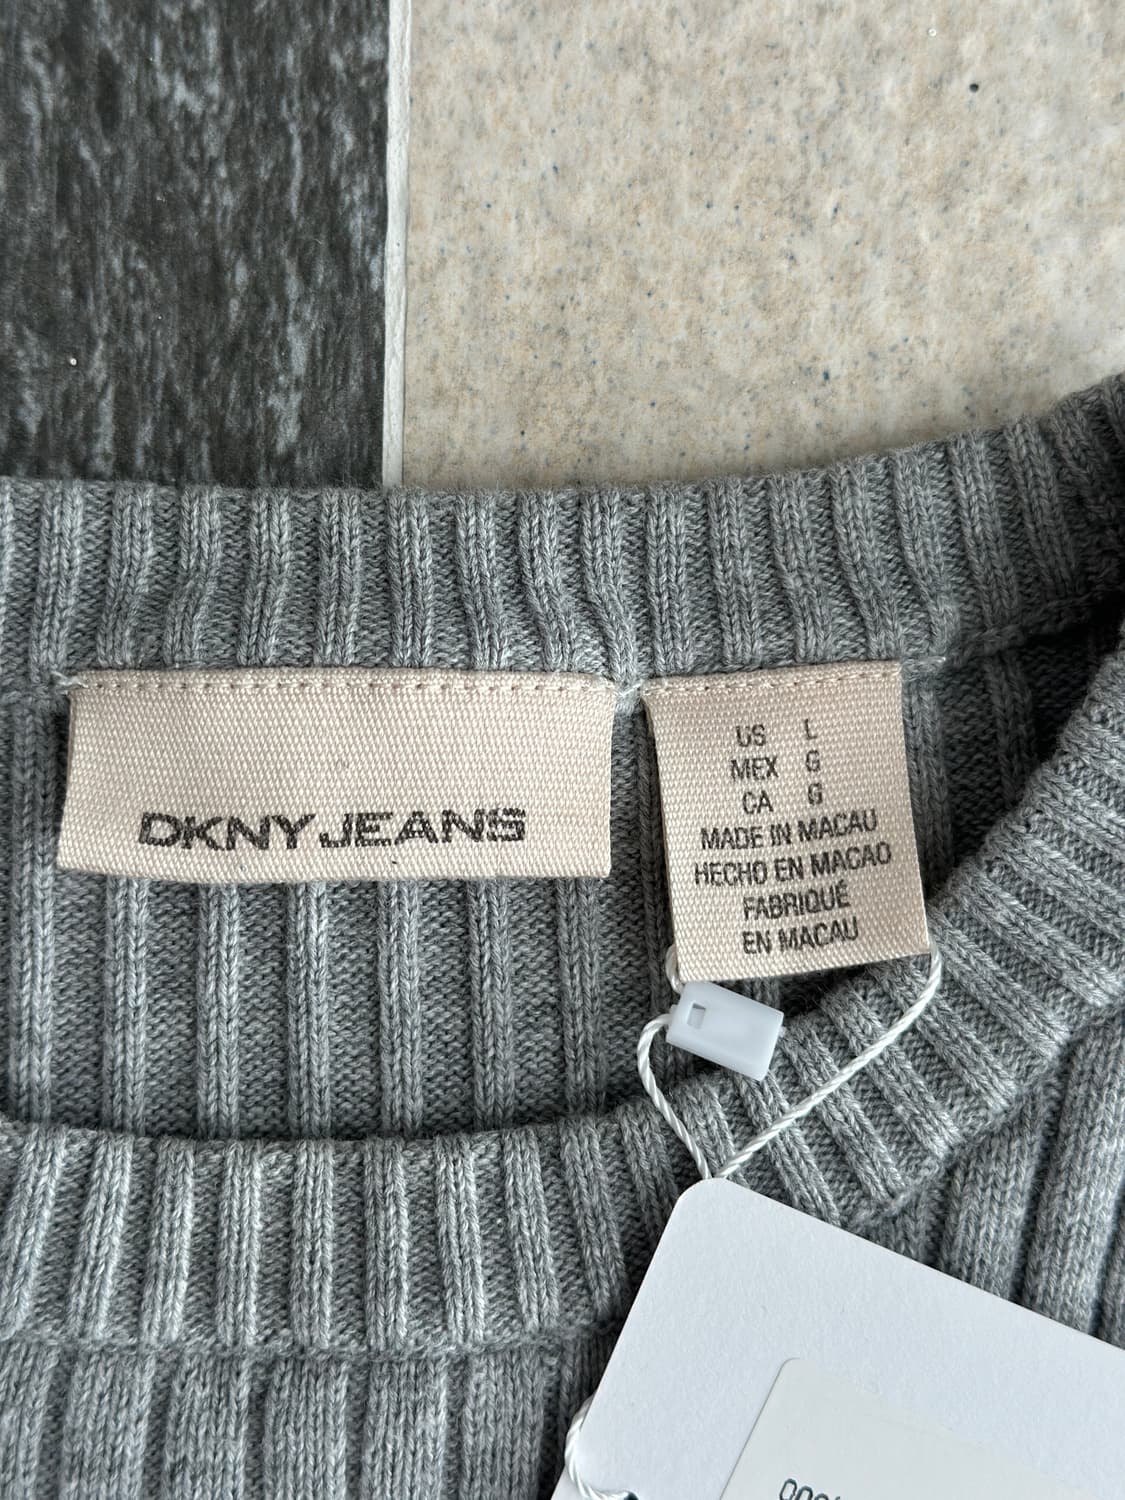 DKNY JEANS
US L
MEX G
CA G
MADE IN MACAU
HECHO EN MACAO
FABRIQUÉ
EN MACAU